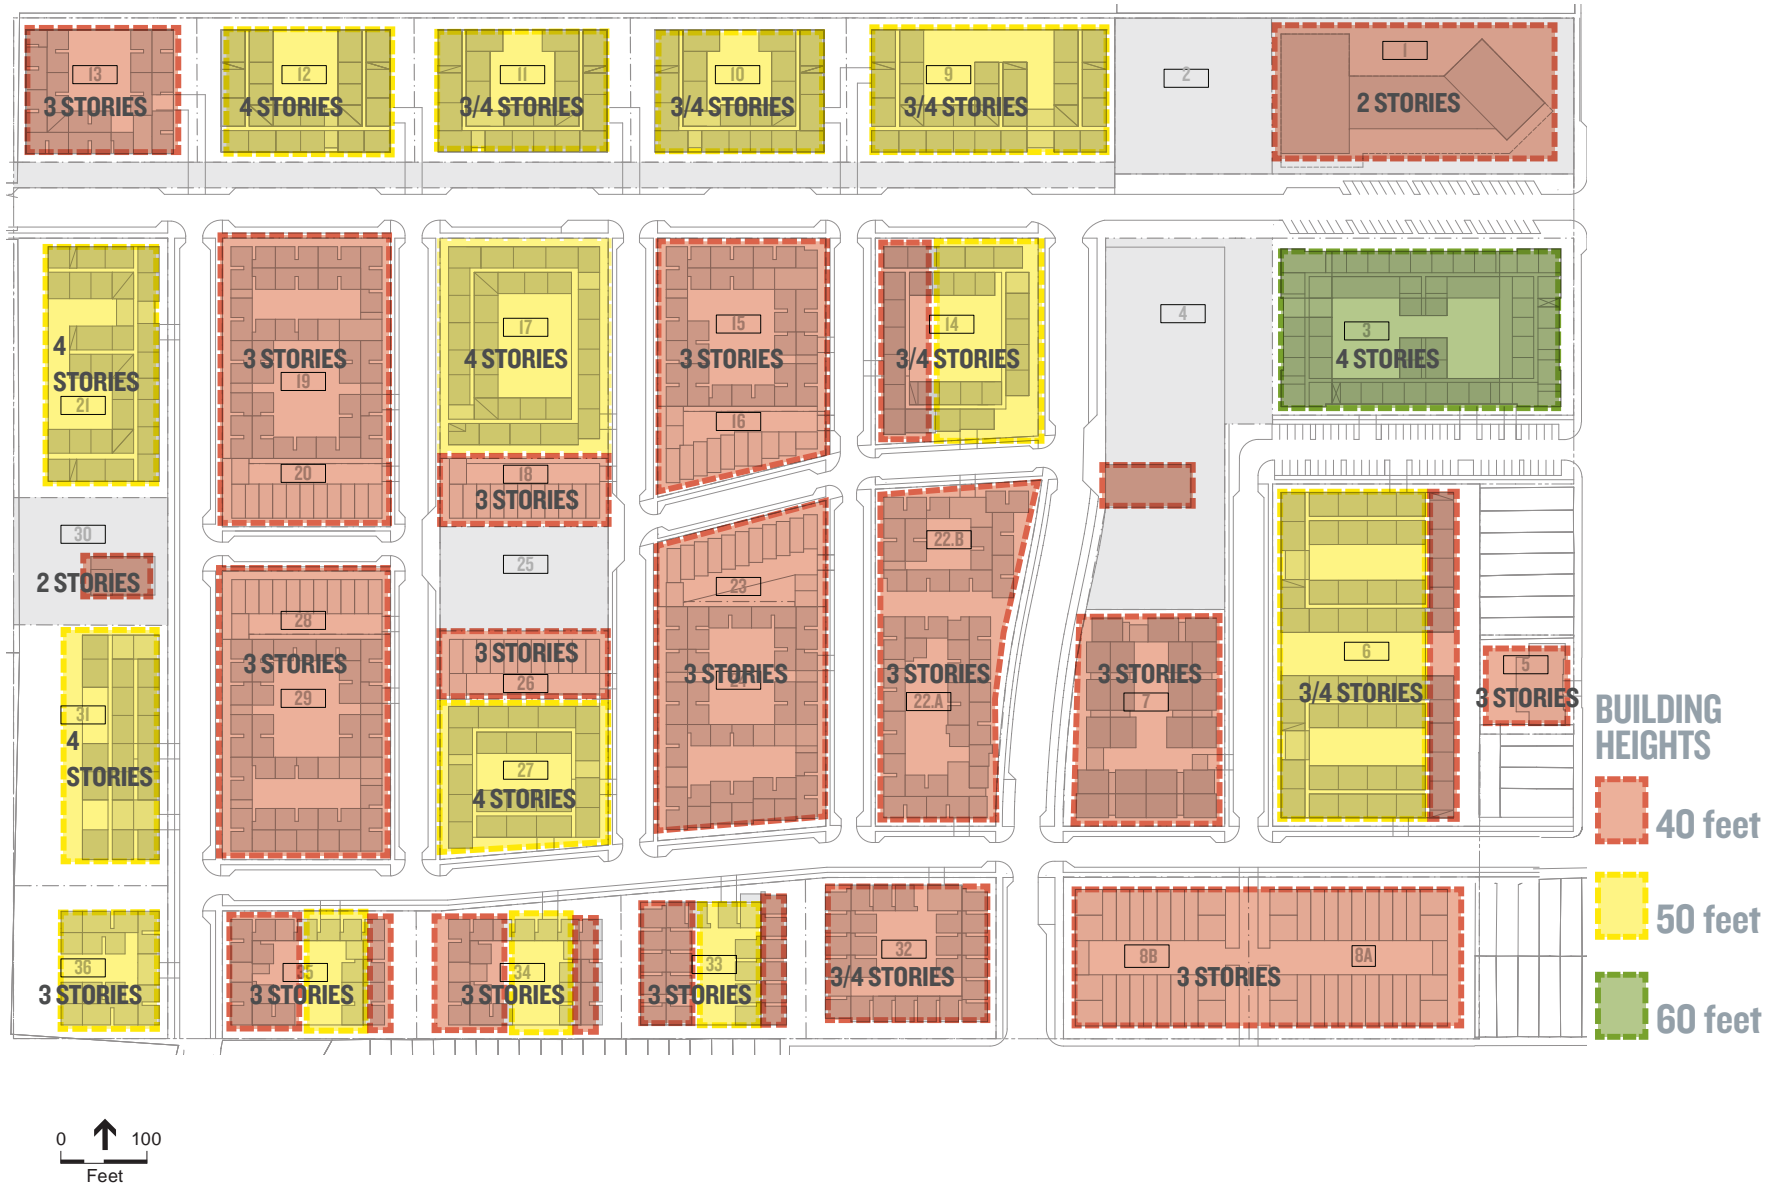 13
3 STORIES
12
4 STORIES
11
3/4 STORIES
10
3/4 STORIES
9
3/4 STORIES
2
1
2 STORIES
4
STORIES
21
3 STORIES
19
20
17
4 STORIES
18
3 STORIES
15
3 STORIES
16
14
3/4 STORIES
4
3
4 STORIES
30
2 STORIES
28
3 STORIES
29
25
3 STORIES
26
27
4 STORIES
23
3 STORIES
22.B
3 STORIES
22.A
3 STORIES
7
6
3/4 STORIES
5
3 STORIES
31
4
STORIES
36
3 STORIES
35
3 STORIES
34
3 STORIES
33
3 STORIES
32
3/4 STORIES
8B
8A
3 STORIES
BUILDING
HEIGHTS
40 feet
50 feet
60 feet
0 100
Feet